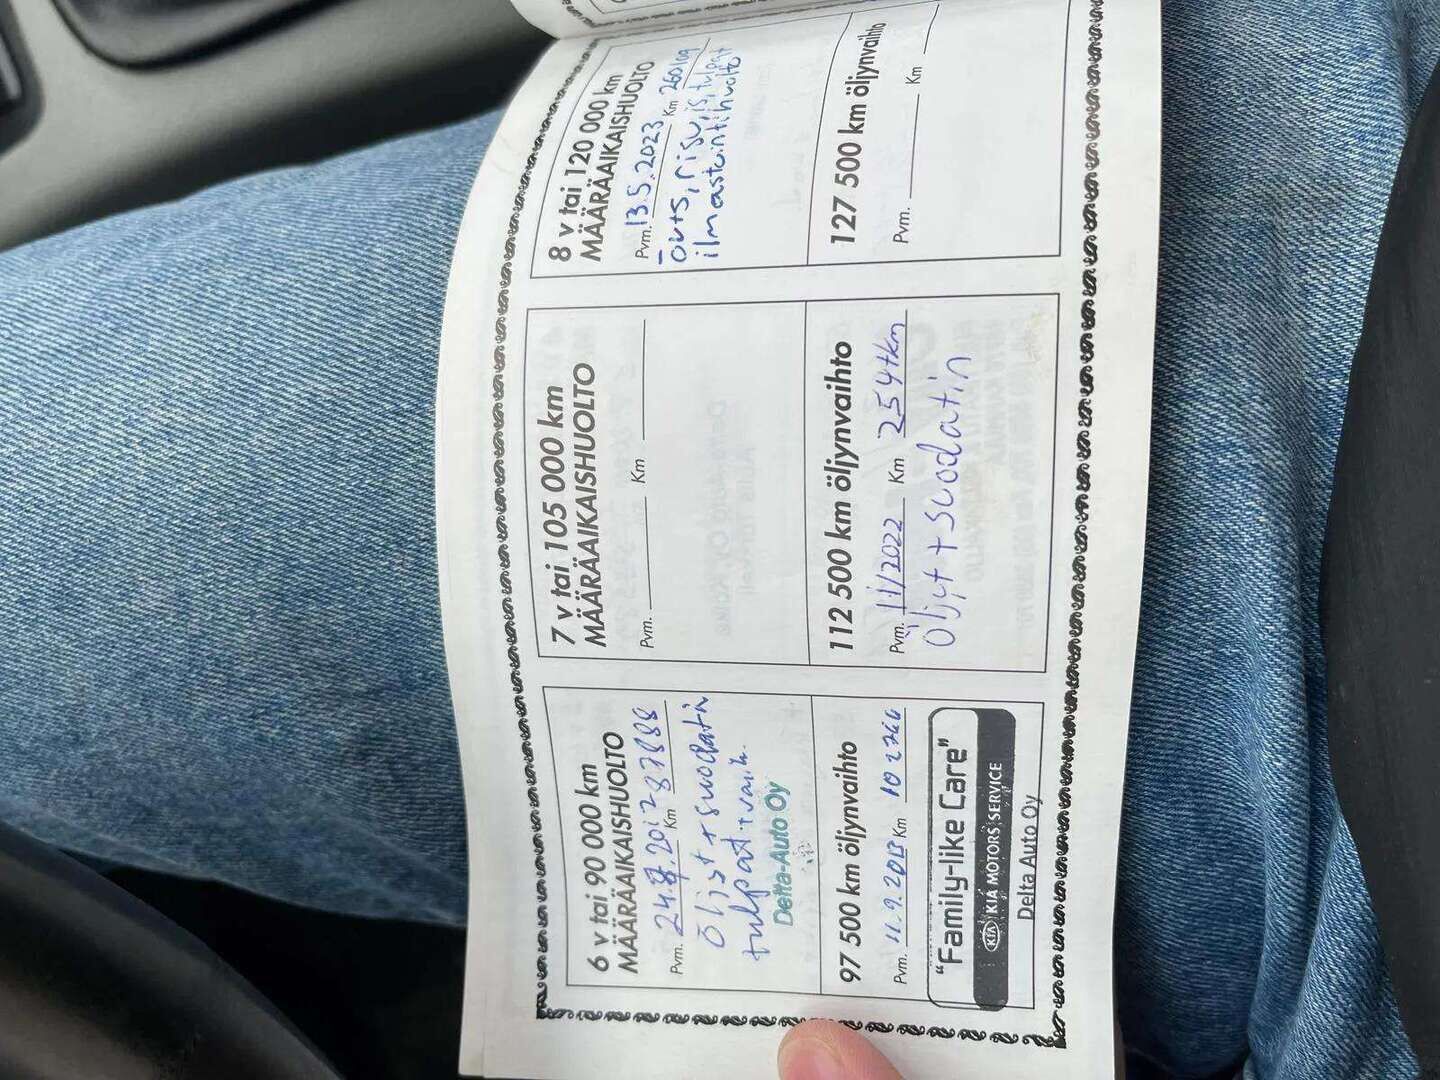 6 v tai 90 000 km
MÄÄRÄAIKAISHUOLTO
Pvm. 24.8.2012 Km 87888
Öljyt + suodatin
tulpat vaih.
Delta-Auto Oy
97 500 km öljynvaihto
Pvm. 11.9.2013 Km
"Family-like Care"
KIA KIA MOTORS SERVICE
Delta Auto Oy
7 v tai 105 000 km
MÄÄRÄAIKAISHUOLTO
Pvm. Km
112 500 km öljynvaihto
Pvm. 11/2022 Km 254tkm
Öljyt + suodatin
8 v tai 120 000 km
MÄÄRÄAIKAISHUOLTO
Pvm. 13.5.2023 Km 260109
ilmastointihuolto
127 500 km öljynvaihto
Pvm. Km